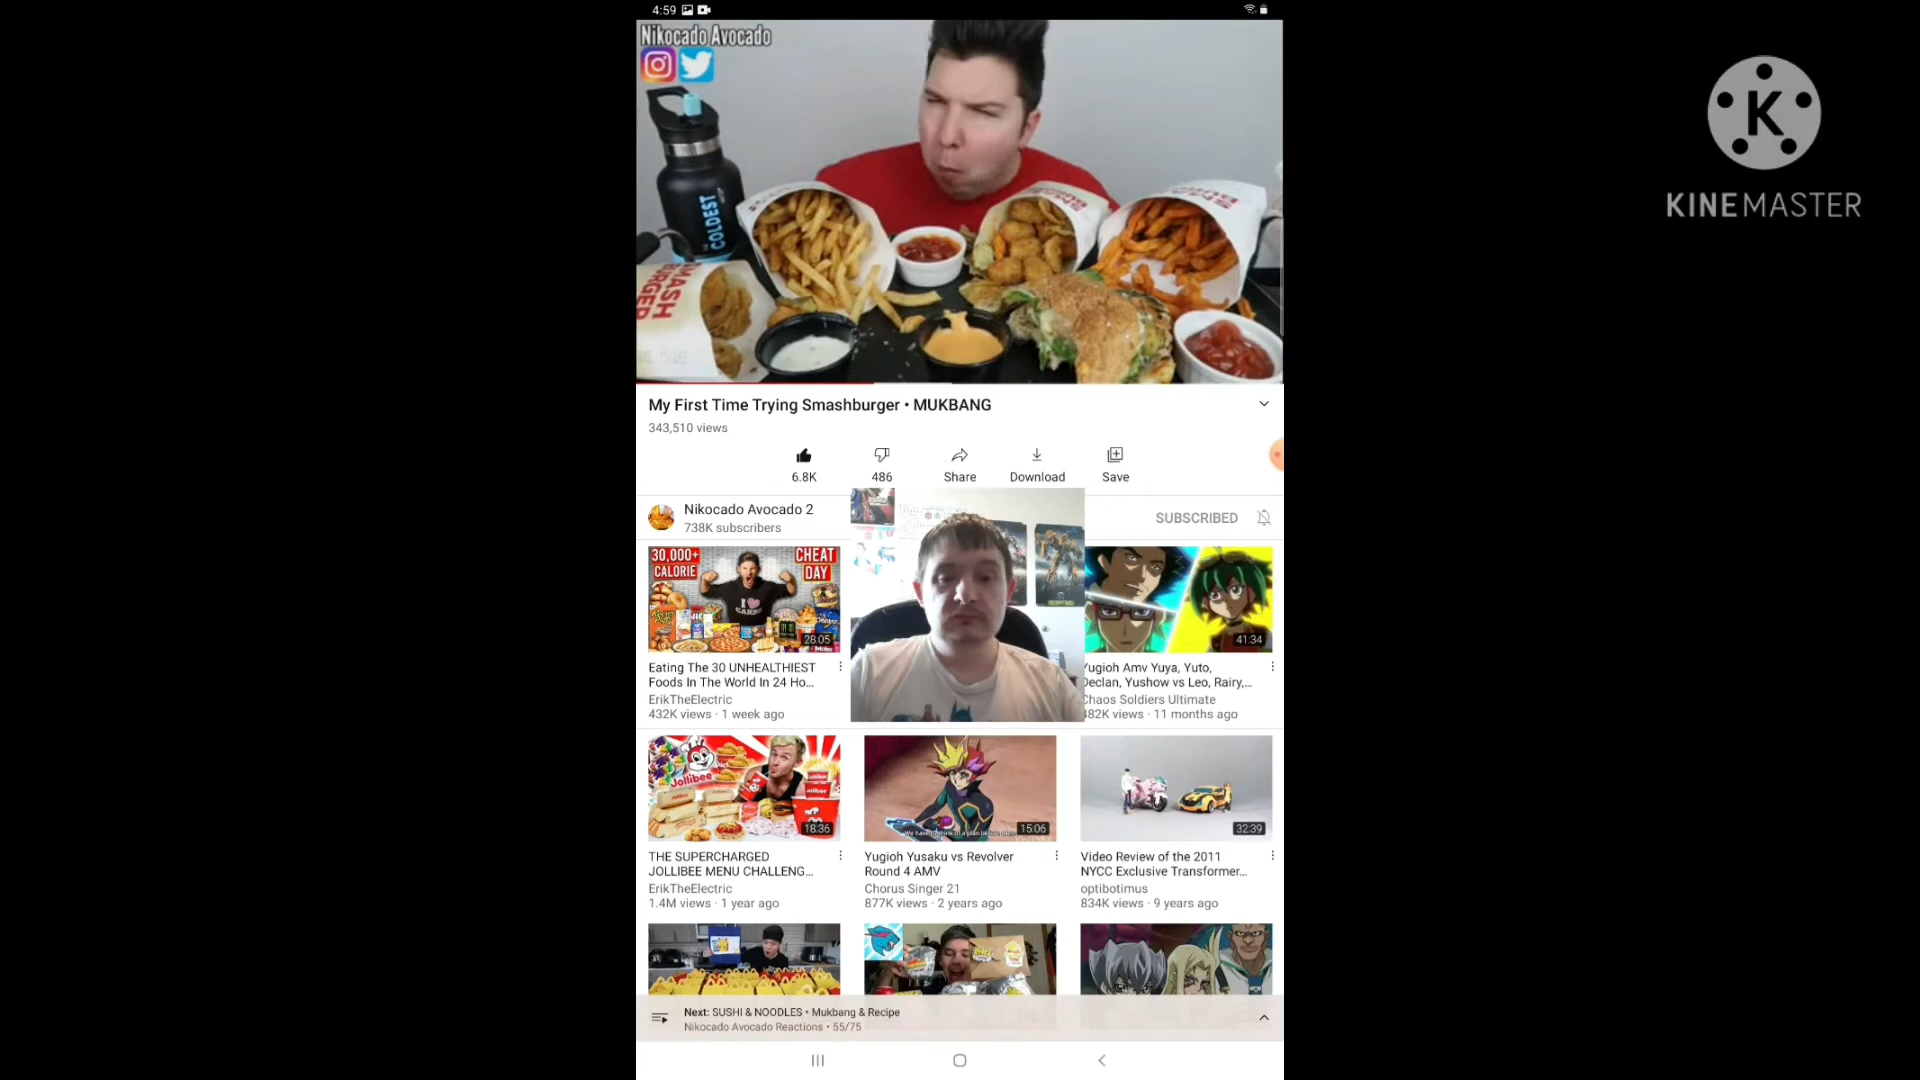 4:59
Nikocado Avocado
COLDEST
SMASH
BURGER
My First Time Trying Smashburger • MUKBANG
343,510 views
6.8K
486
Share
Download
Save
Nikocado Avocado 2
738K subscribers
SUBSCRIBED
30,000+
CALORIE
CHEAT
DAY
28:05
41:34
Eating The 30 UNHEALTHIEST
Foods In The World In 24 Ho...
ErikTheElectric
432K views · 1 week ago
Yugioh Amv Yuya, Yuto,
Declan, Yushow vs Leo, Rairy,...
Chaos Soldiers Ultimate
482K views · 11 months ago
Jollibee
18:36
15:06
32:39
THE SUPERCHARGED
JOLLIBEE MENU CHALLENG...
ErikTheElectric
1.4M views · 1 year ago
Yugioh Yusaku vs Revolver
Round 4 AMV
Chorus Singer 21
877K views · 2 years ago
Video Review of the 2011
NYCC Exclusive Transformer...
optibotimus
834K views · 9 years ago
Next: SUSHI & NOODLES • Mukbang & Recipe
Nikocado Avocado Reactions • 55/75
K
KINEMASTER